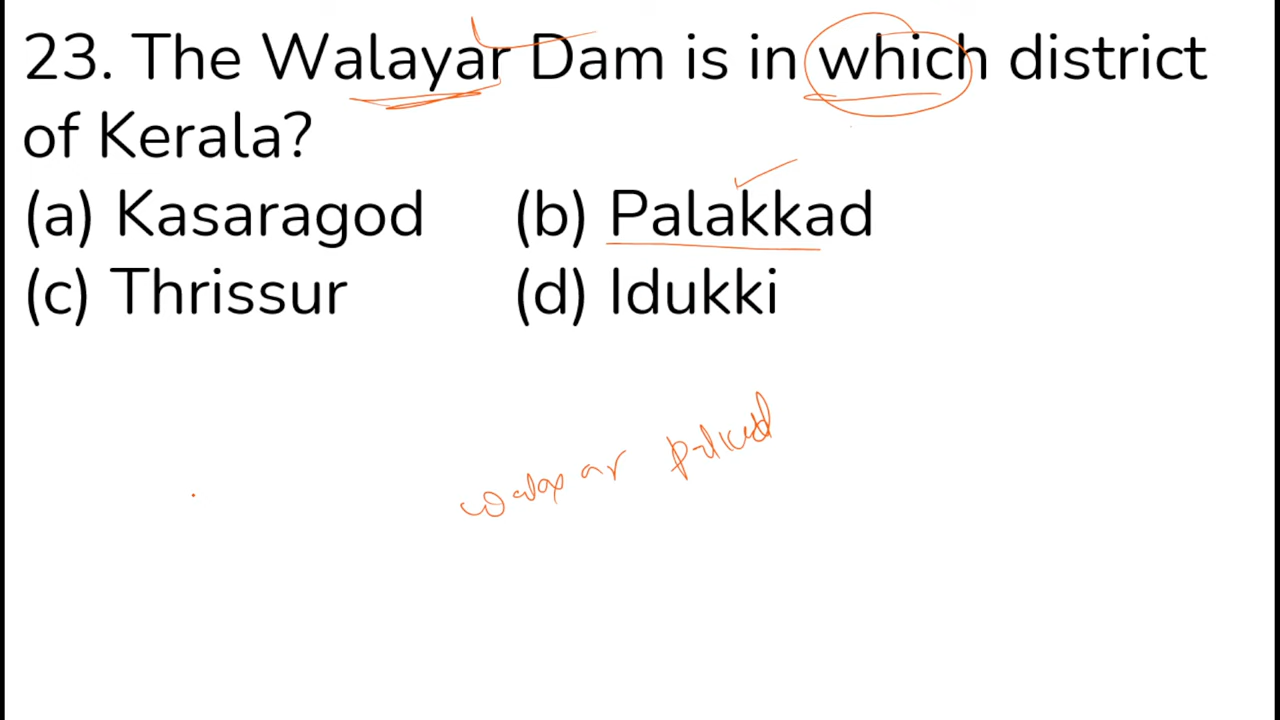 23. The Walayar Dam is in which district
of Kerala?
(a) Kasaragod (b) Palakkad
(c) Thrissur (d) Idukki